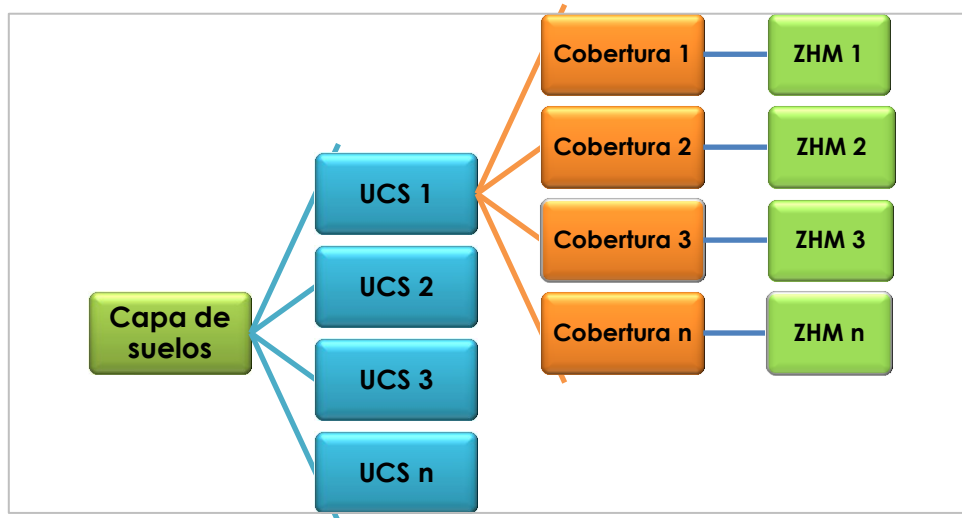 Capa de
suelos
UCS 1
UCS 2
UCS 3
UCS n
Cobertura 1
ZHM 1
Cobertura 2
ZHM 2
Cobertura 3
ZHM 3
Cobertura n
ZHM n